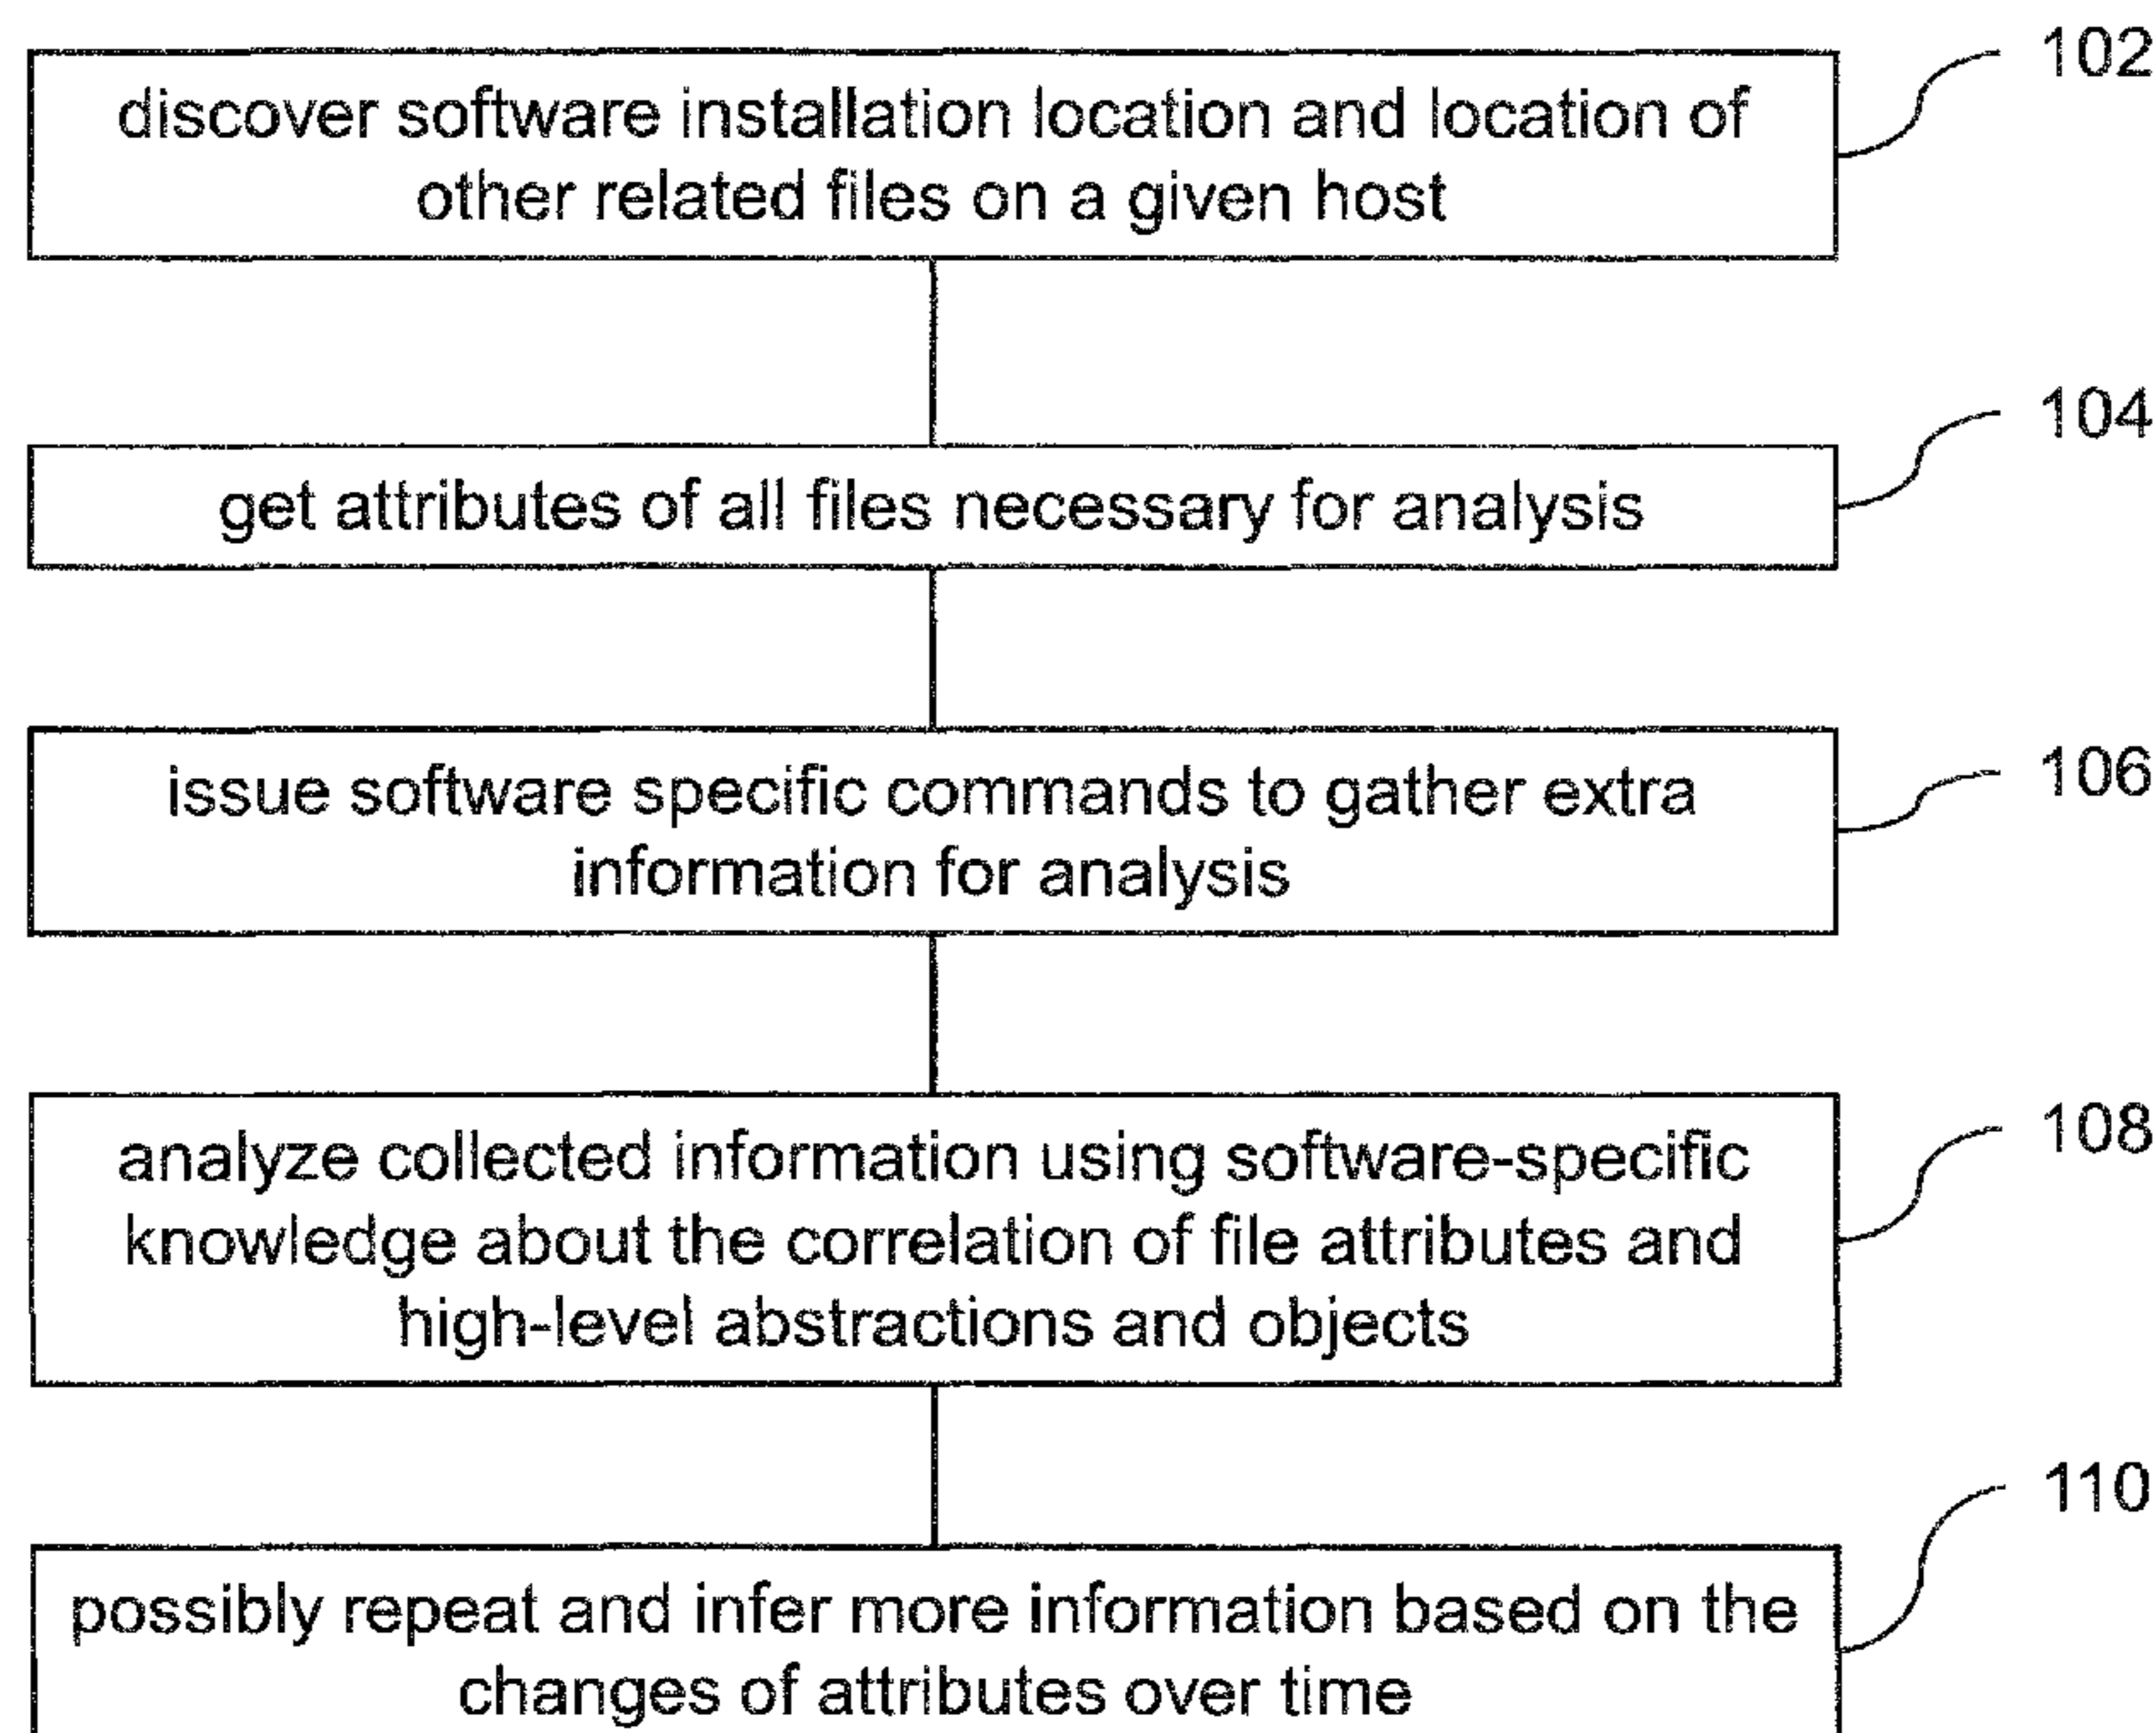 102
discover software installation location and location of
other related files on a given host
104
get attributes of all files necessary for analysis
106
issue software specific commands to gather extra
information for analysis
108
analyze collected information using software-specific
knowledge about the correlation of file attributes and
high-level abstractions and objects
110
possibly repeat and infer more information based on the
changes of attributes over time